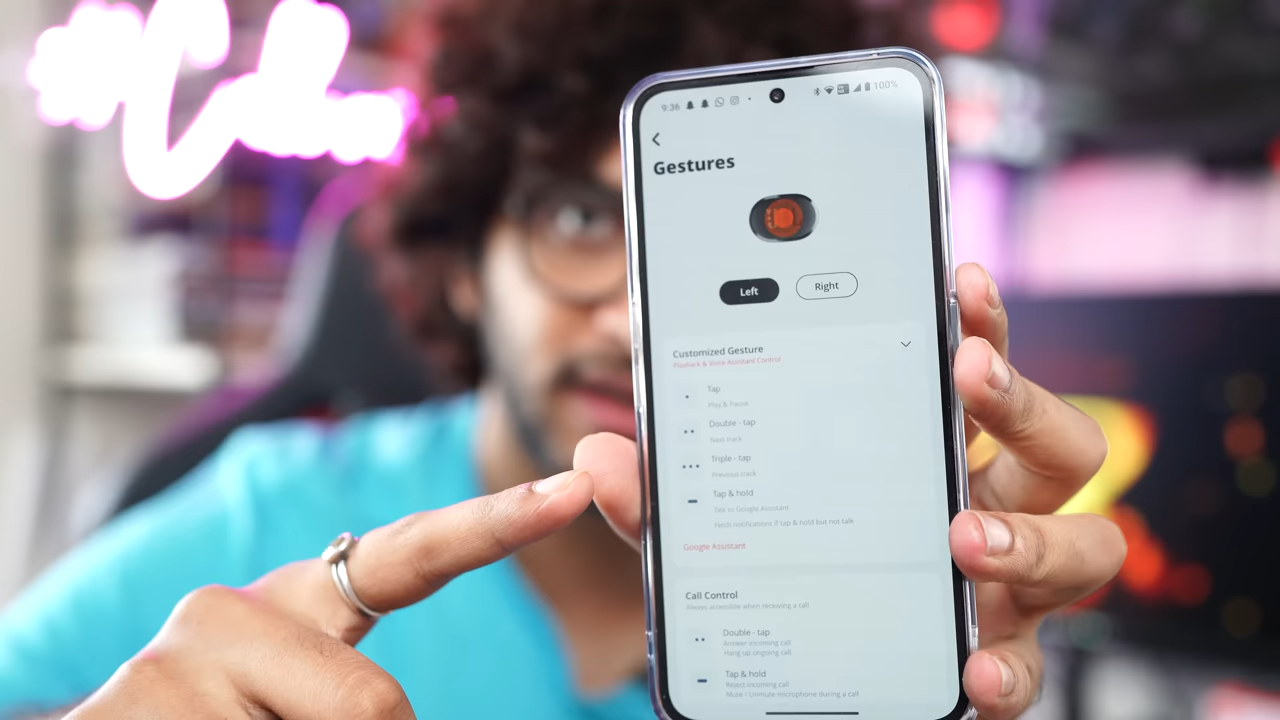 9:36
100%
Gestures
Left
Right
Customized Gesture
Playback & Voice Assistant Control
Tap
Play & Pause
Double - tap
Next track
Triple - tap
Previous track
Tap & hold
Talk to Google Assistant
Fetch notifications if tap & hold but not talk
Google Assistant
Call Control
Always accessible when receiving a call
Double - tap
Answer incoming call
Hang up ongoing call
Tap & hold
Reject incoming call
Mute / Unmute microphone during a call